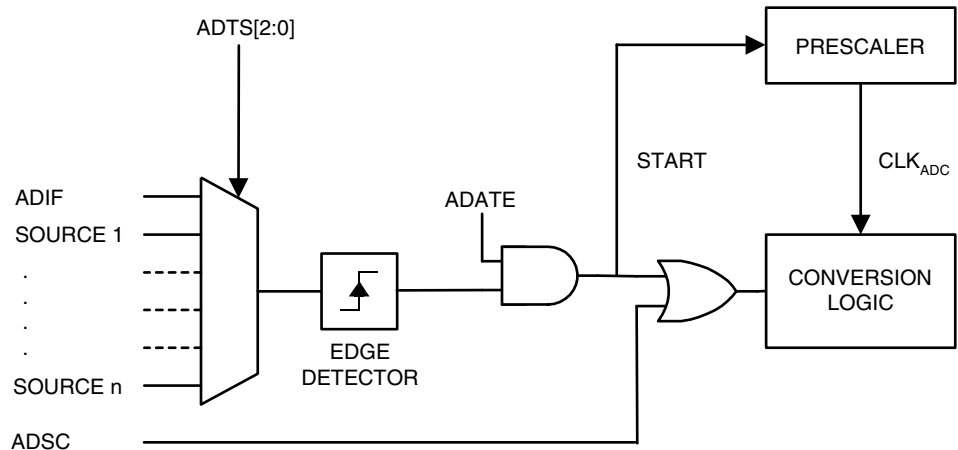 ADTS[2:0]
PRESCALER
START
CLKADC
ADIF
ADATE
SOURCE 1
.
.
.
.
CONVERSION
LOGIC
EDGE
DETECTOR
SOURCE n
ADSC